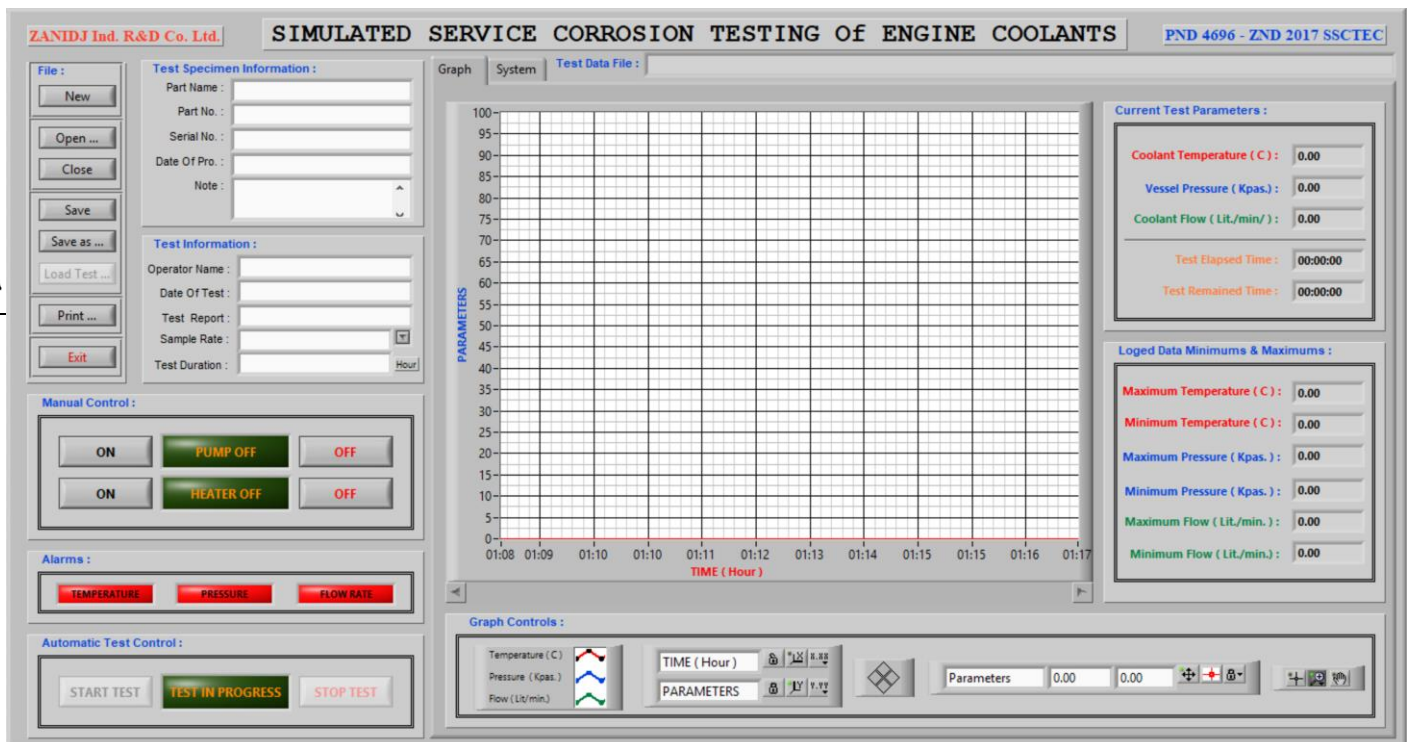 ZANIDJ Ind. R&D Co. Ltd.
SIMULATED SERVICE CORROSION TESTING Of ENGINE COOLANTS
PND 4696 - ZND 2017 SSCTEC
File :
New
Open ...
Close
Save
Save as ...
Load Test ...
Print ...
Exit
Test Specimen Information :
Part Name :
Part No. :
Serial No. :
Date Of Pro. :
Note :
Test Information :
Operator Name :
Date Of Test :
Test Report :
Sample Rate :
Test Duration :
Hour
Manual Control :
ON PUMP OFF OFF
ON HEATER OFF OFF
Alarms :
TEMPERATURE PRESSURE FLOW RATE
Automatic Test Control :
START TEST TEST IN PROGRESS STOP TEST
Graph System Test Data File :
PARAMETERS
100
95
90
85
80
75
70
65
60
55
50
45
40
35
30
25
20
15
10
5
0
01:08 01:09 01:10 01:10 01:11 01:12 01:13 01:14 01:15 01:15 01:16 01:17
TIME ( Hour )
Current Test Parameters :
Coolant Temperature ( C ) : 0.00
Vessel Pressure ( Kpas.) : 0.00
Coolant Flow ( Lit./min/ ) : 0.00
Test Elapsed Time : 00:00:00
Test Remained Time : 00:00:00
Loged Data Minimums & Maximums :
Maximum Temperature ( C ) : 0.00
Minimum Temperature ( C ) : 0.00
Maximum Pressure ( Kpas. ) : 0.00
Minimum Pressure ( Kpas. ) : 0.00
Maximum Flow ( Lit./min. ) : 0.00
Minimum Flow ( Lit./min.) : 0.00
Graph Controls :
Temperature ( C )
Pressure ( Kpas. )
Flow ( Lit/min.)
TIME ( Hour ) X X.XX
PARAMETERS Y Y.YY
Parameters 0.00 0.00